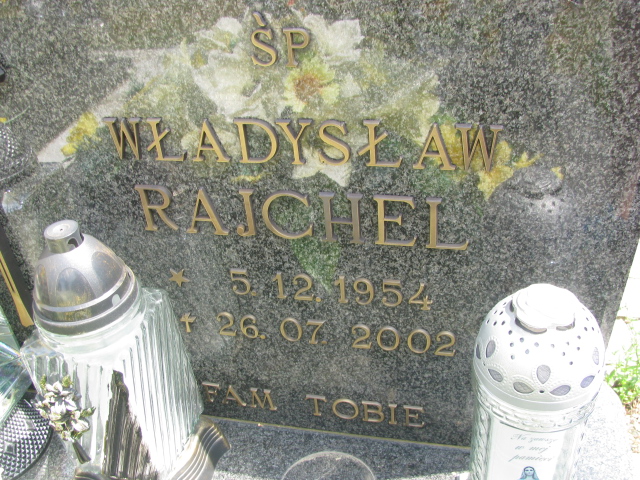 ŚP
WŁADYSŁAW
RAJCHEL
★ 5.12.1954
✝ 26.07.2002
FAM TOBIE